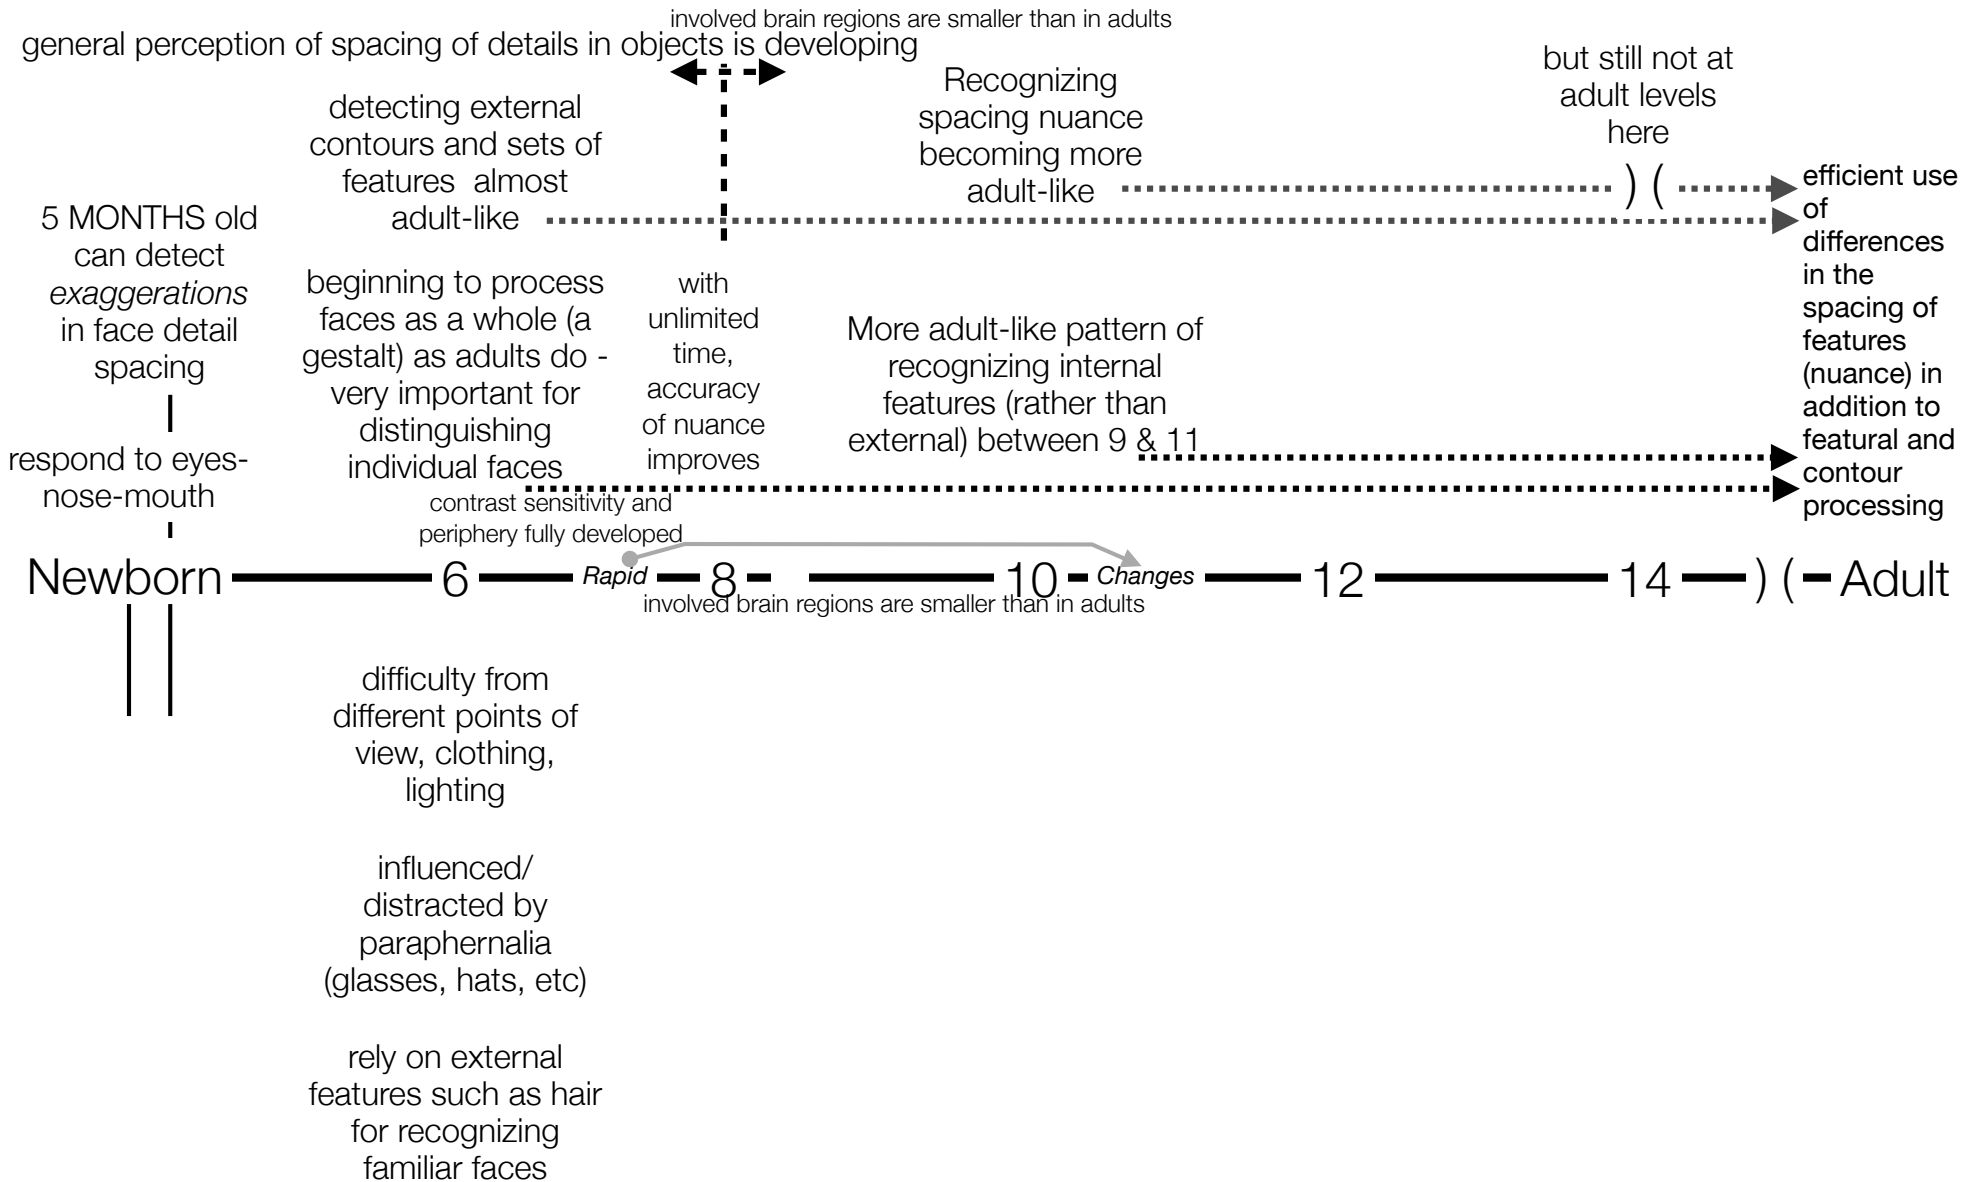 involved brain regions are smaller than in adults
general perception of spacing of details in objects is developing
5 MONTHS old
can detect
exaggerations
in face detail
spacing
respond to eyes-
nose-mouth
detecting external
contours and sets of
features almost
adult-like
beginning to process
faces as a whole (a
gestalt) as adults do -
very important for
distinguishing
individual faces
contrast sensitivity and
periphery fully developed
with
unlimited
time,
accuracy
of nuance
improves
Recognizing
spacing nuance
becoming more
adult-like
More adult-like pattern of
recognizing internal
features (rather than
external) between 9 & 11
but still not at
adult levels
here
) (
efficient use
of
differences
in the
spacing of
features
(nuance) in
addition to
featural and
contour
processing
Newborn 6 Rapid 8 10 Changes 12 14 ) ( Adult
involved brain regions are smaller than in adults
difficulty from
different points of
view, clothing,
lighting
influenced/
distracted by
paraphernalia
(glasses, hats, etc)
rely on external
features such as hair
for recognizing
familiar faces